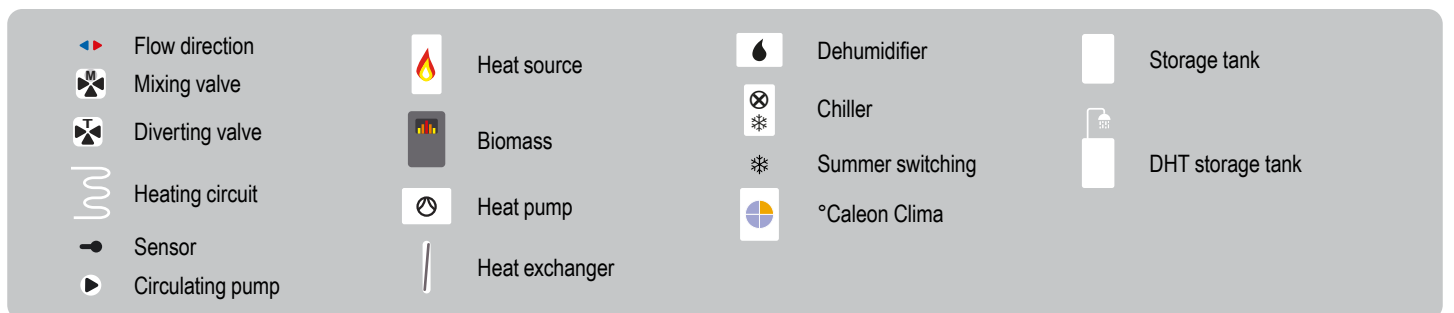 Flow direction
M
Mixing valve
T
Diverting valve
Heating circuit
Sensor
Circulating pump
Heat source
Biomass
Heat pump
Heat exchanger
Dehumidifier
Chiller
Summer switching
°Caleon Clima
Storage tank
DHT storage tank